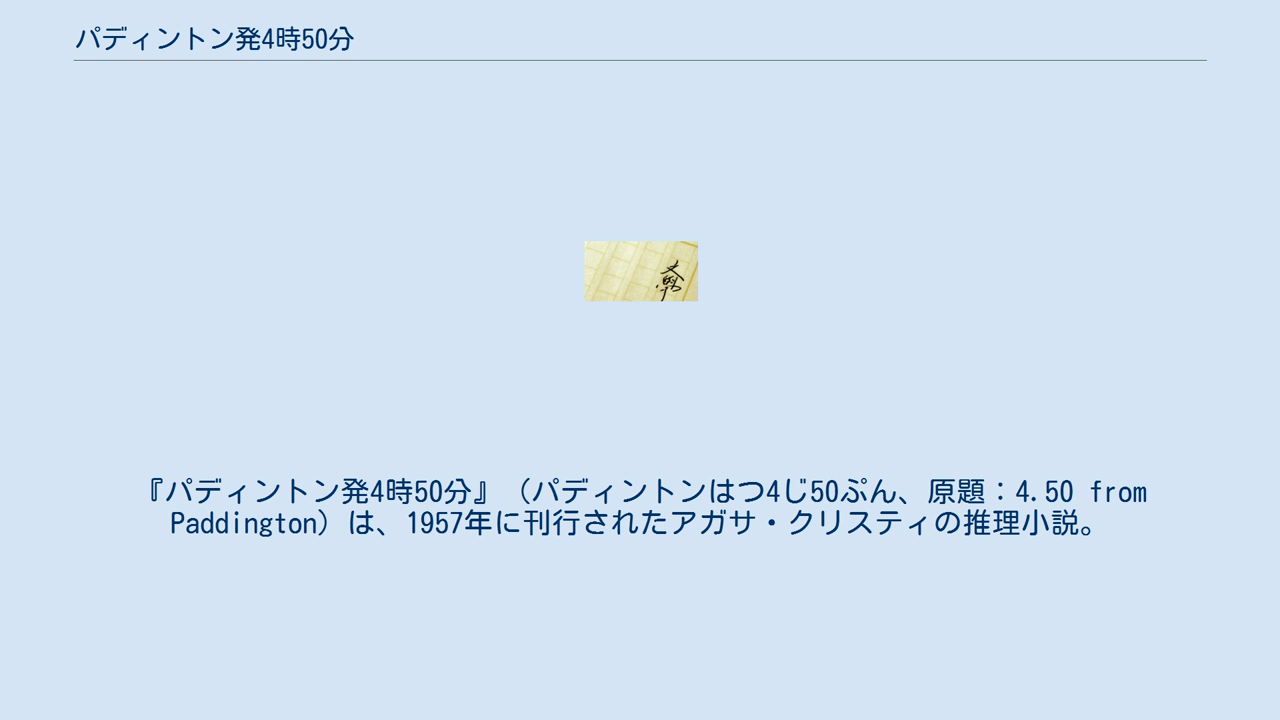 パディントン発4時50分
『パディントン発4時50分』（パディントンはつ4じ50ぷん、原題：4.50 from
Paddington）は、1957年に刊行されたアガサ・クリスティの推理小説。